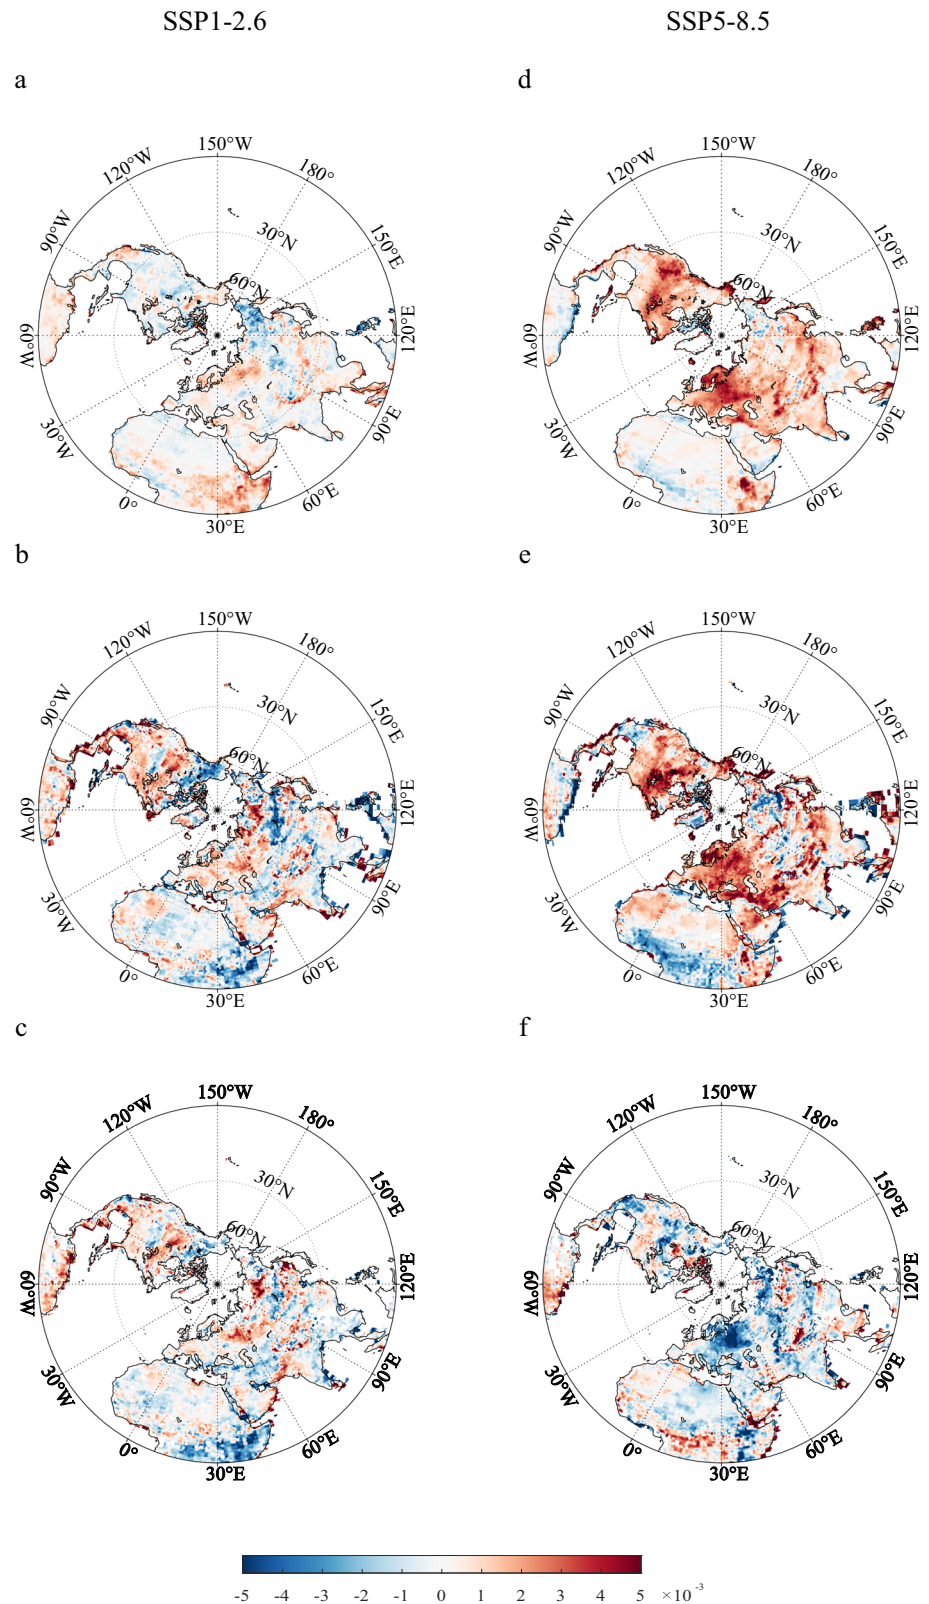 SSP1-2.6 SSP5-8.5
a d
150°W 150°W
120°W 180° 120°W 180°
90°W 30°N 150°E 90°W 30°N 150°E
60°N 60°N
60°W 120°E 60°W 120°E
30°W 90°E 30°W 90°E
0° 60°E 0° 60°E
30°E 30°E
b e
150°W 150°W
120°W 180° 120°W 180°
90°W 30°N 150°E 90°W 30°N 150°E
60°N 60°N
60°W 120°E 60°W 120°E
30°W 90°E 30°W 90°E
0° 60°E 0° 60°E
30°E 30°E
c f
150°W 150°W
120°W 180° 120°W 180°
90°W 30°N 150°E 90°W 30°N 150°E
60°N 60°N
60°W 120°E 60°W 120°E
30°W 90°E 30°W 90°E
0° 60°E 0° 60°E
30°E 30°E
-5 -4 -3 -2 -1 0 1 2 3 4 5 ×10⁻³